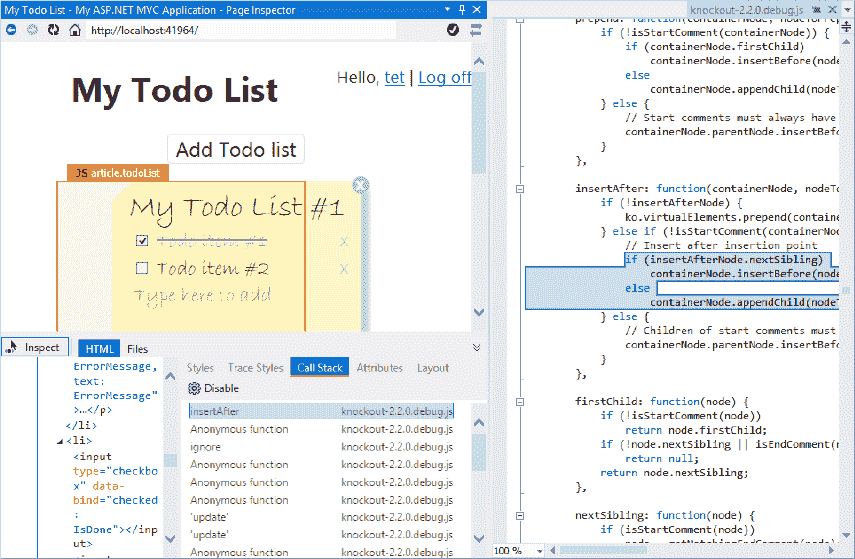 My Todo List - My ASP.NET MYC Application - Page Inspector
http://localhost:41964/
Hello, tet | Log off
My Todo List
Add Todo list
JS article.todoList
My Todo List #1
Todo item #1 x
Todo item #2 x
Type here to add
Inspect
HTML
Files
ErrorMessage,
text:
ErrorMessage"
>…</p>
</li>
<li>
<input
type="checkbo
x" data-
bind="checked:
IsDone"></inp
ut>
Styles Trace Styles Call Stack Attributes Layout
Disable
insertAfter knockout-2.2.0.debug.js
Anonymous function knockout-2.2.0.debug.js
ignore knockout-2.2.0.debug.js
Anonymous function knockout-2.2.0.debug.js
Anonymous function knockout-2.2.0.debug.js
Anonymous function knockout-2.2.0.debug.js
'update' knockout-2.2.0.debug.js
'update' knockout-2.2.0.debug.js
Anonymous function knockout-2.2.0.debug.js
knockout-2.2.0.debug.js
if (!isStartComment(containerNode)) {
if (containerNode.firstChild)
containerNode.insertBefore(node
else
containerNode.appendChild(nodeT
} else {
// Start comments must always have
containerNode.parentNode.insertBef
}
},
insertAfter: function(containerNode, nodeTo
if (!insertAfterNode) {
ko.virtualElements.prepend(contain
} else if (!isStartComment(containerNod
// Insert after insertion point
if (insertAfterNode.nextSibling)
containerNode.insertBefore(node
else
containerNode.appendChild(nodeT
} else {
// Children of start comments must
containerNode.parentNode.insertBef
}
},
firstChild: function(node) {
if (!isStartComment(node))
return node.firstChild;
if (!node.nextSibling || isEndComment(n
return null;
return node.nextSibling;
},
nextSibling: function(node) {
if (isStartComment(node))
100 %